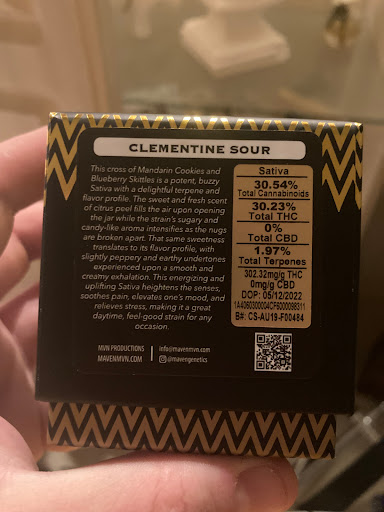 CLEMENTINE SOUR
This cross of Mandarin Cookies and
Blueberry Skittles is a potent, buzzy
Sativa with a delightful terpene and
flavor profile. The sweet and fresh scent
of citrus peel fills the air upon opening
the jar while the strain's sugary and
candy-like aroma intensifies as the nugs
are broken apart. That same sweetness
translates to its flavor profile, with
slightly peppery and earthy undertones
experienced upon a smooth and
creamy exhalation. This energizing and
uplifting Sativa heightens the senses,
soothes pain, elevates one's mood, and
relieves stress, making it a great
daytime, feel-good strain for any
occasion.
MVN PRODUCTIONS
MAVENMVN.COM
info@mavenmvn.com
@mavengenetics
Sativa
30.54%
Total Cannabinoids
30.23%
Total THC
0%
Total CBD
1.97%
Total Terpenes
302.32mg/g THC
0mg/g CBD
DOP: 05/12/2022
1A4060300004CF6000098311
B#: CS-AU19-F00484